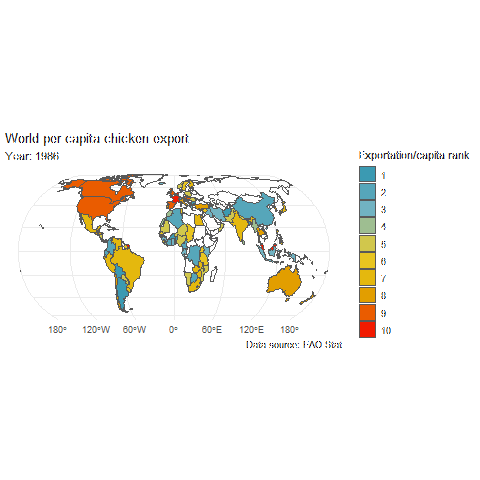 World per capita chicken export
Year: 1986
Exportation/capita rank
1
2
3
4
5
6
7
8
9
10
180° 120°W 60°W 0° 60°E 120°E 180°
Data source: FAO Stat